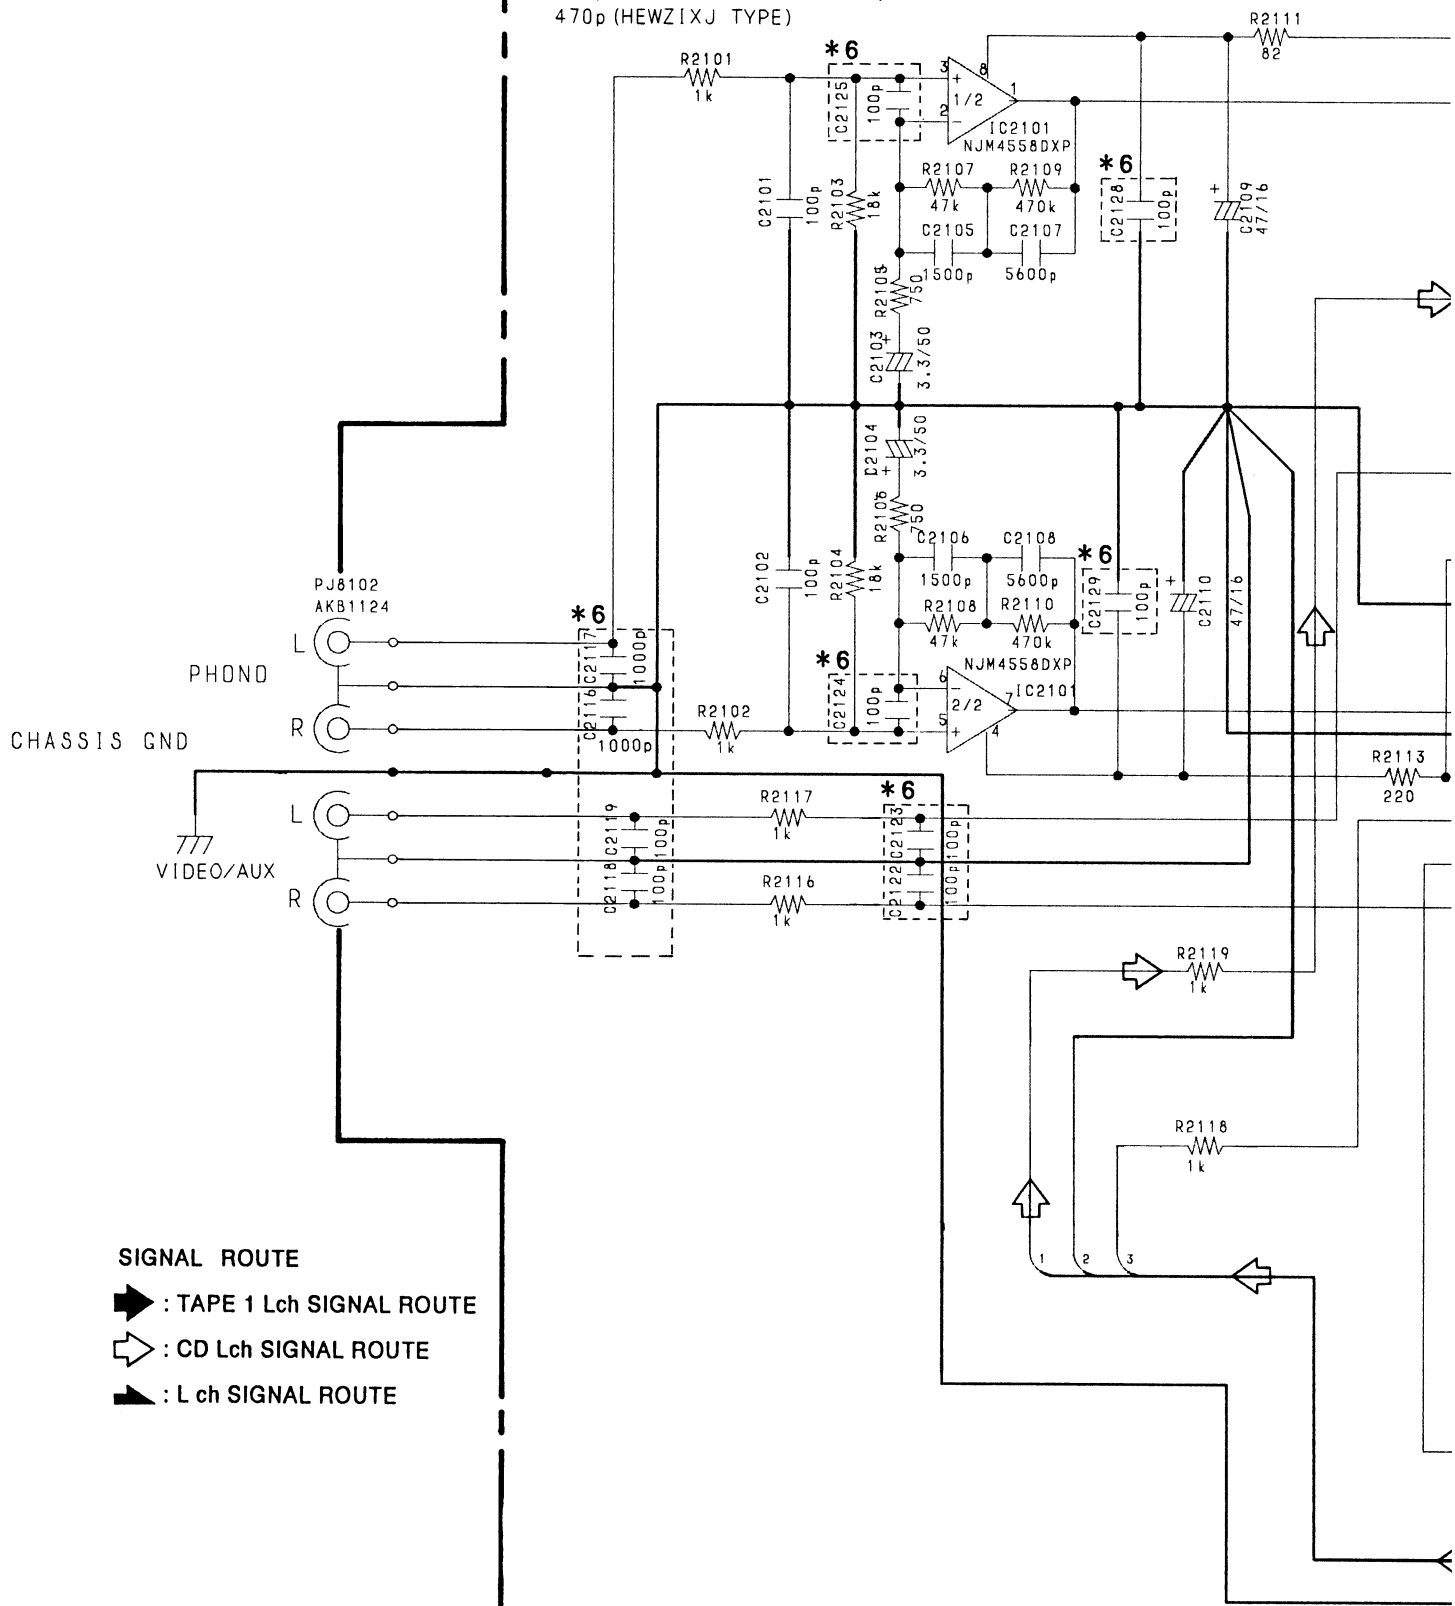 470p (HEWZIXJ TYPE)
R2111
82
*6
R2101
1k
C2125
100p
3
+
8
1/2
1
2
−
IC2101
NJM4558DXP
*6
C2101
100p
R2103
18k
R2107
47k
R2109
470k
C2128
100p
+
C2109
47/16
C2105
1500p
C2107
5600p
R2105
750
C2103
+
3.3/50
C2104
+
3.3/50
R2106
750
C2106
1500p
C2108
5600p
*6
C2102
100p
R2104
18k
C2129
100p
+
C2110
47/16
PJ8102
AKB1124
*6
R2108
47k
R2110
470k
L
C2117
1000p
*6
NJM4558DXP
PHONO
C2124
100p
6
−
IC2101
2/2
7
C2116
1000p
R
R2102
1k
5
+
4
CHASSIS GND
R2113
220
*6
L
C2119
100p
R2117
1k
C2123
100p
VIDEO/AUX
C2118
100p
R2116
1k
C2122
100p
R
R2119
1k
R2118
1k
1
2
3
SIGNAL ROUTE
: TAPE 1 Lch SIGNAL ROUTE
: CD Lch SIGNAL ROUTE
: L ch SIGNAL ROUTE